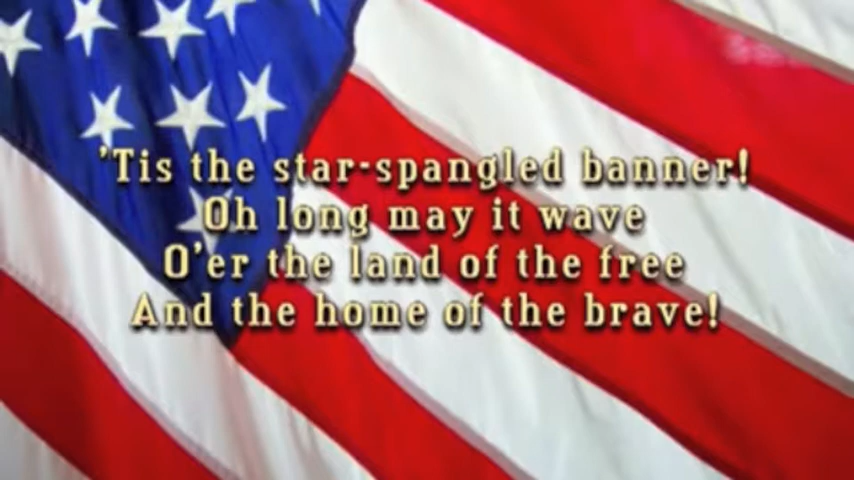 'Tis the star-spangled banner!
Oh long may it wave
O'er the land of the free
And the home of the brave!